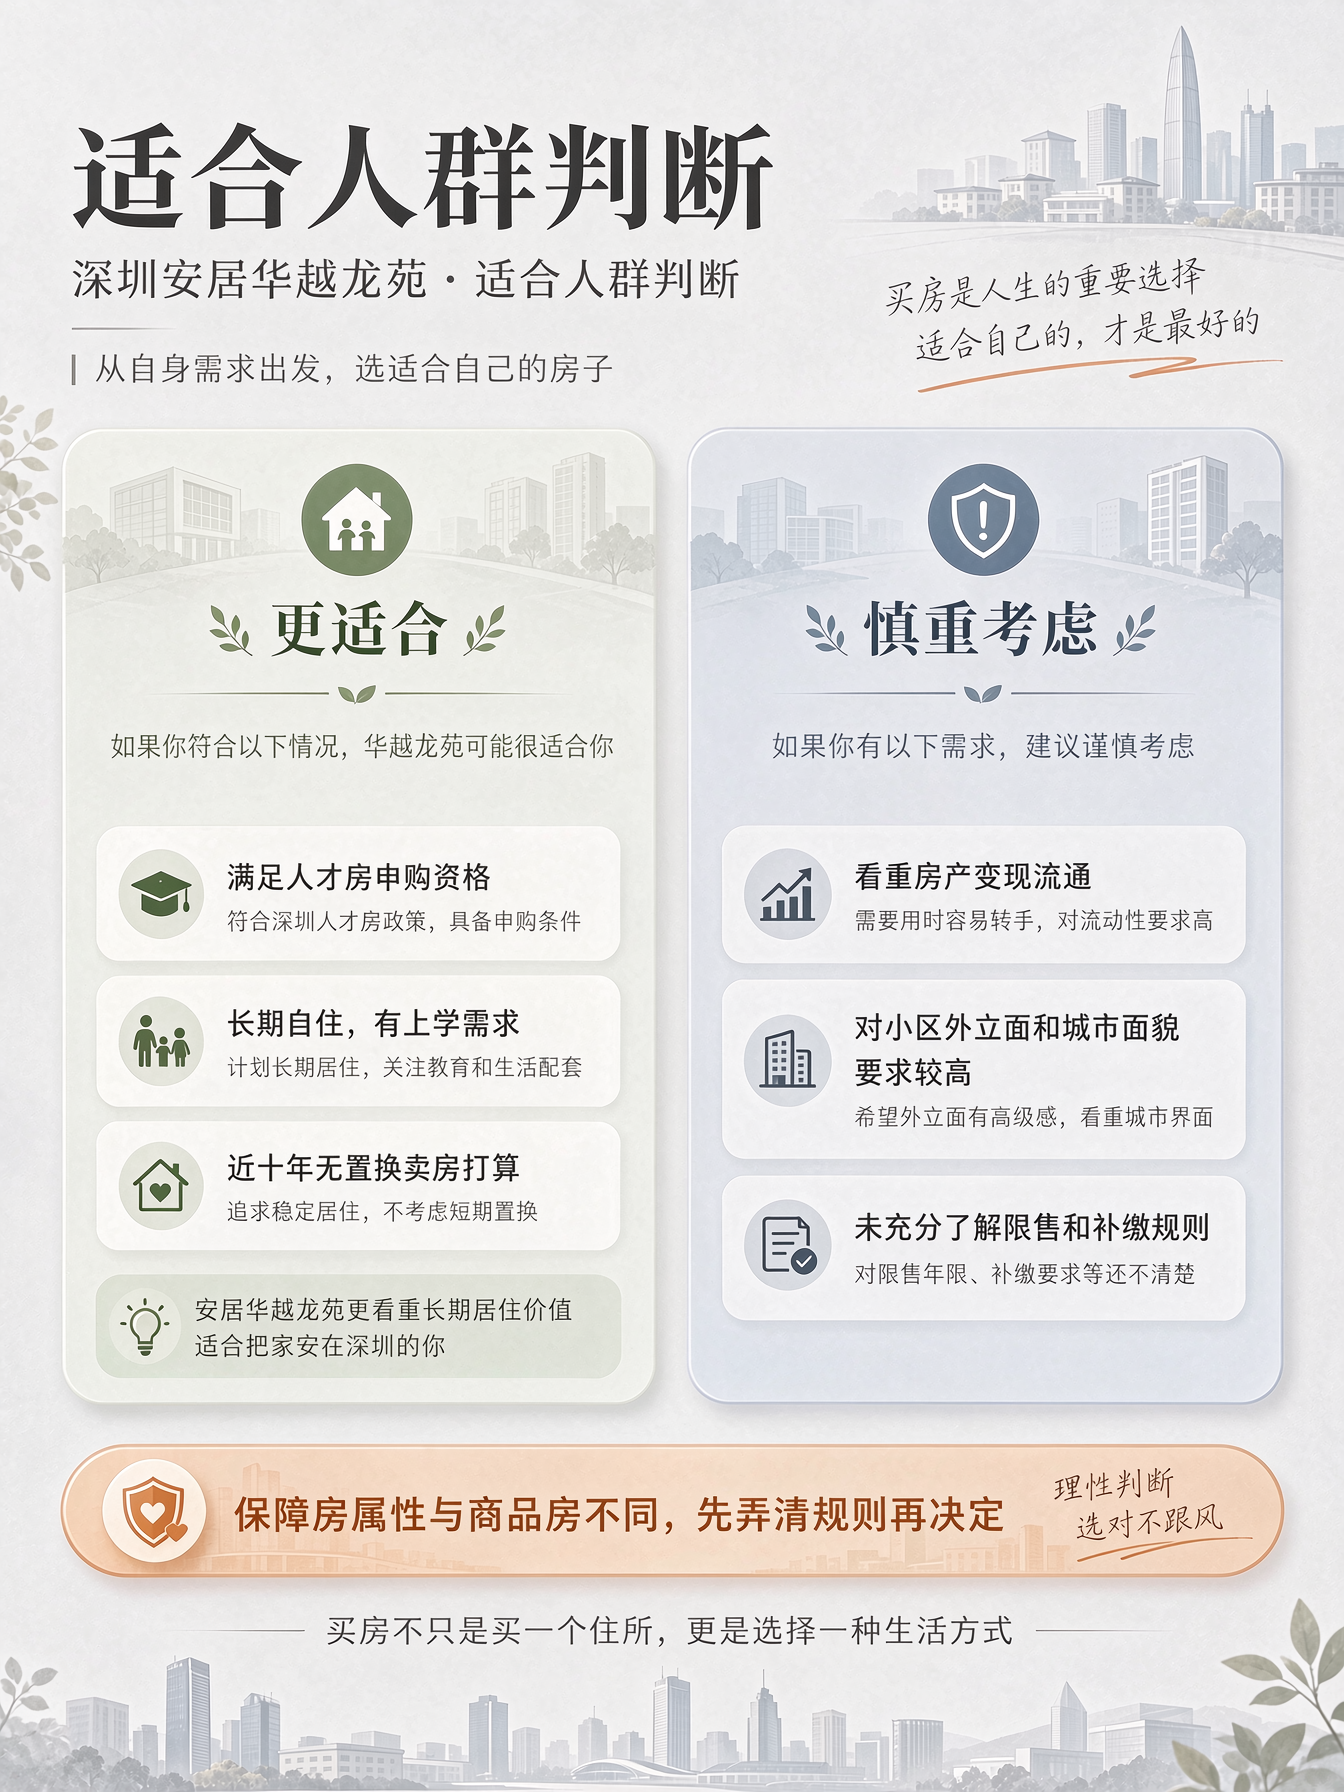 适合人群判断
深圳安居华越龙苑·适合人群判断
从自身需求出发，选适合自己的房子
买房是人生的重要选择
适合自己的，才是最好的
更适合
如果你符合以下情况，华越龙苑可能很适合你
满足人才房申购资格
符合深圳人才房政策，具备申购条件
长期自住，有上学需求
计划长期居住，关注教育和生活配套
近十年无置换卖房打算
追求稳定居住，不考虑短期置换
安居华越龙苑更看重长期居住价值
适合把家安在深圳的你
慎重考虑
如果你有以下需求，建议谨慎考虑
看重房产变现流通
需要用时容易转手，对流动性要求高
对小区外立面和城市面貌
要求较高
希望外立面有高级感，看重城市界面
未充分了解限售和补缴规则
对限售年限、补缴要求等还不清楚
保障房属性与商品房不同，先弄清规则再决定
理性判断
选对不跟风
买房不只是买一个住所，更是选择一种生活方式